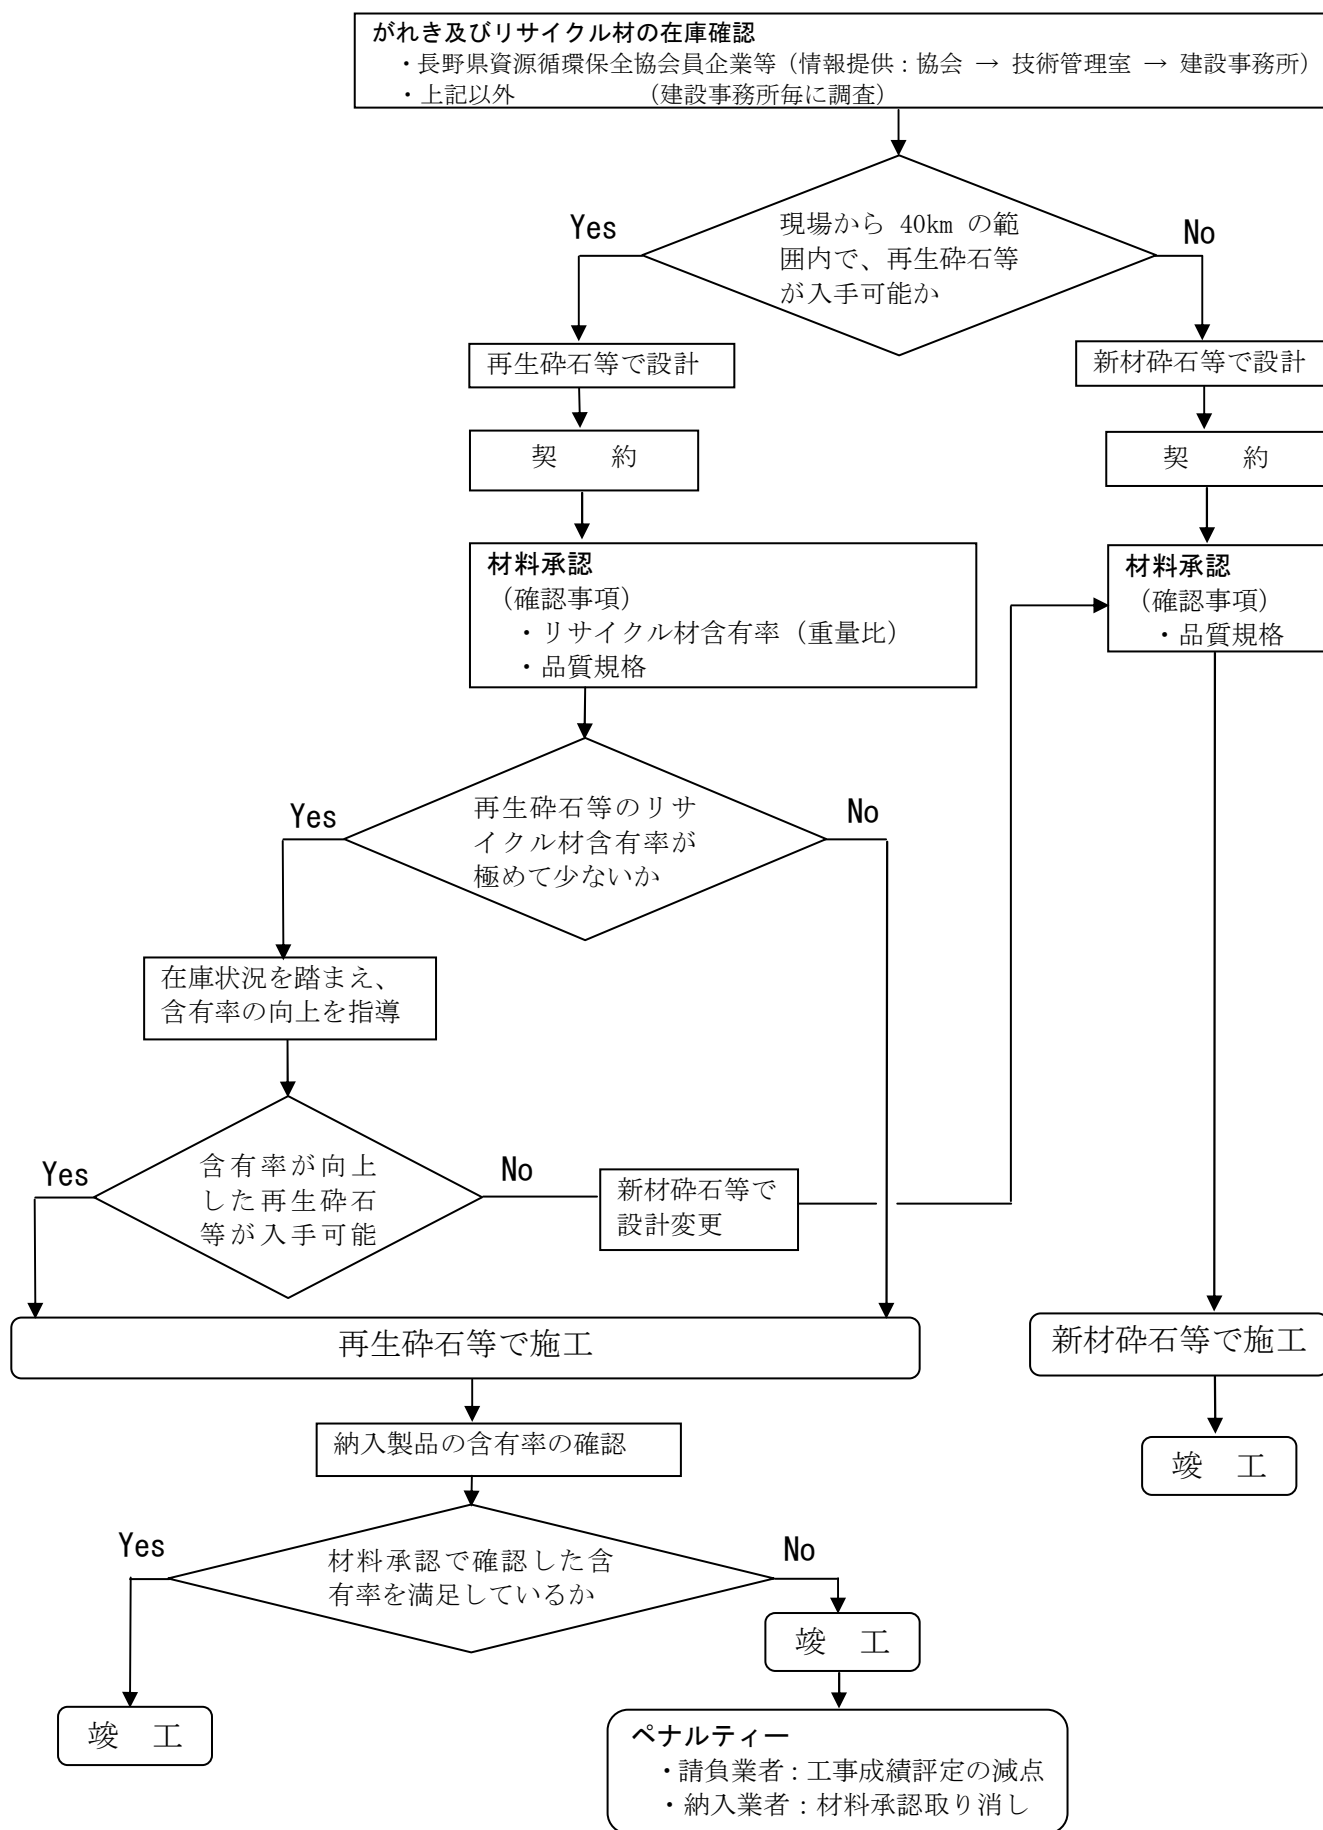 がれき及びリサイクル材の在庫確認
・長野県資源循環保全協会員企業等（情報提供：協会 → 技術管理室 → 建設事務所）
・上記以外　　　　　（建設事務所毎に調査）
現場から 40km の範
囲内で、再生砕石等
が入手可能か
Yes
No
再生砕石等で設計
新材砕石等で設計
契　約
契　約
材料承認
（確認事項）
・リサイクル材含有率（重量比）
・品質規格
材料承認
（確認事項）
・品質規格
再生砕石等のリサ
イクル材含有率が
極めて少ないか
Yes
No
在庫状況を踏まえ、
含有率の向上を指導
含有率が向上
した再生砕石
等が入手可能
Yes
No
新材砕石等で
設計変更
再生砕石等で施工
新材砕石等で施工
納入製品の含有率の確認
竣　工
材料承認で確認した含
有率を満足しているか
Yes
No
竣　工
竣　工
ペナルティー
・請負業者：工事成績評定の減点
・納入業者：材料承認取り消し